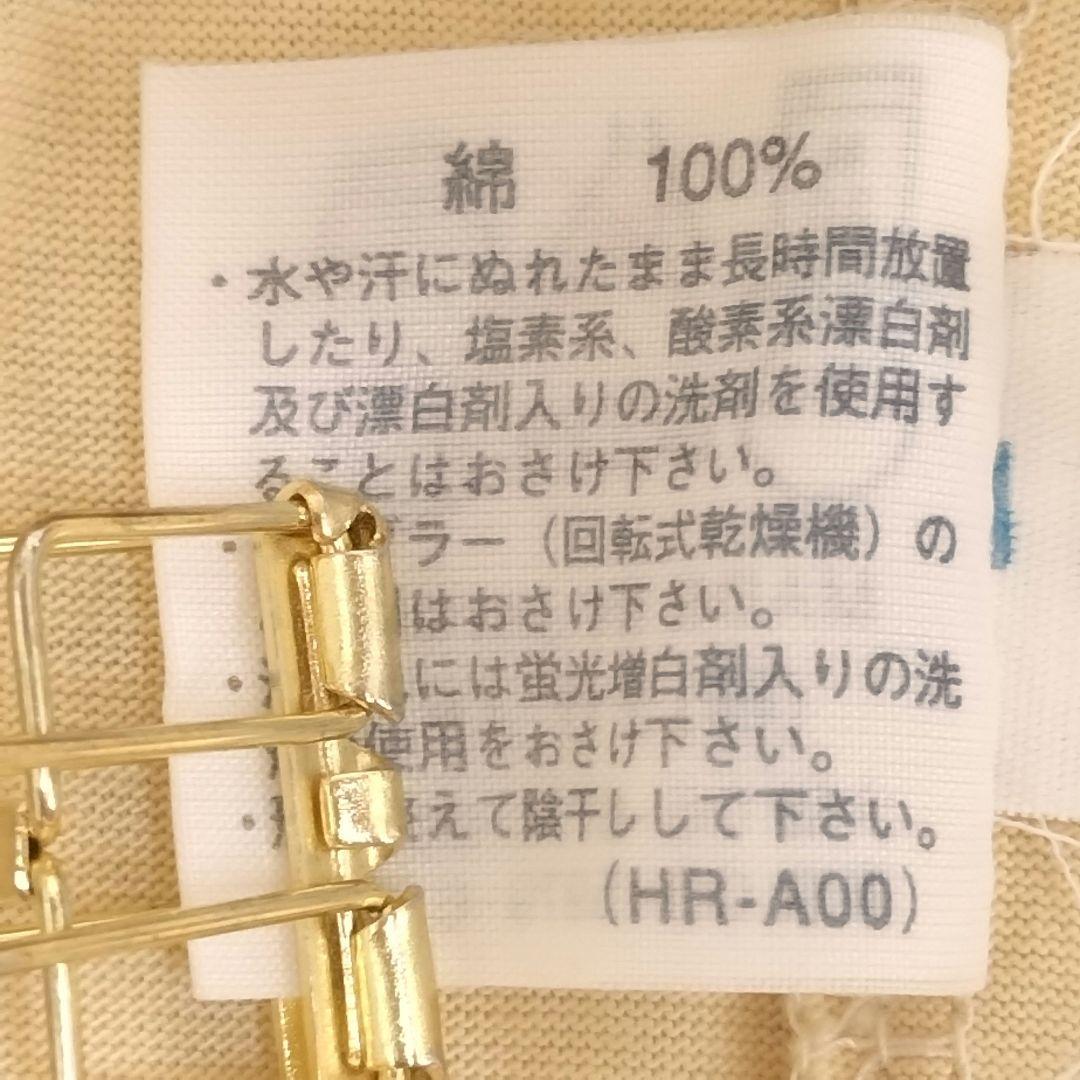 綿 100%
・水や汗にぬれたまま長時間放置
したり、塩素系、酸素系漂白剤
及び漂白剤入りの洗剤を使用す
ることはおさけ下さい。
・ ブラー（回転式乾燥機）の
はおさけ下さい。
・ には蛍光増白剤入りの洗
使用をおさけ下さい。
・ 整えて陰干しして下さい。
(HR-A00)